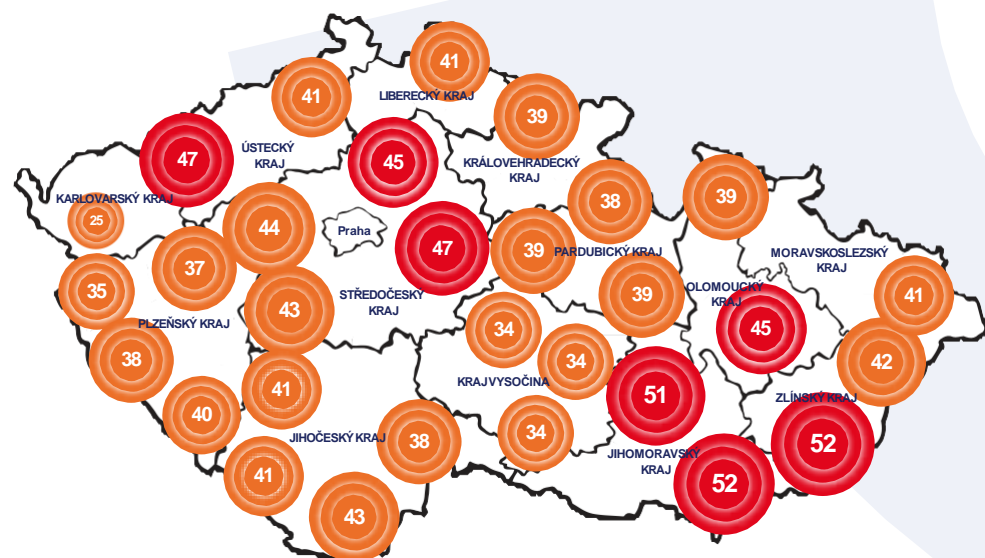 41
41
LIBERECKÝ KRAJ
39
47
ÚSTECKÝ
KRAJ
45
KRÁLOVEHRADECKÝ
KRAJ
KARLOVARSKÝ KRAJ
25
44
Praha
38
39
47
39
PARDUBICKÝ KRAJ
MORAVSKOSLEZSKÝ
KRAJ
35
37
STŘEDOČESKÝ
KRAJ
39
OLOMOUCKÝ
KRAJ
41
43
PLZEŇSKÝ KRAJ
34
45
38
34
42
KRAJ VYSOČINA
41
51
ZLÍNSKÝ KRAJ
40
JIHOČESKÝ KRAJ
38
34
JIHOMORAVSKÝ
KRAJ
52
41
52
43